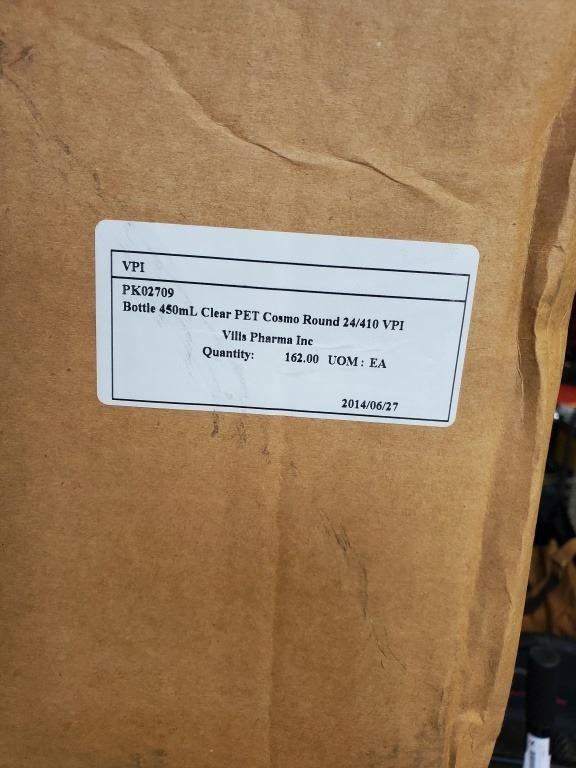 VPI
PK02709
Bottle 450mL Clear PET Cosmo Round 24/410 VPI
Vilis Pharma Inc
Quantity: 162.00 UOM : EA
2014/06/27